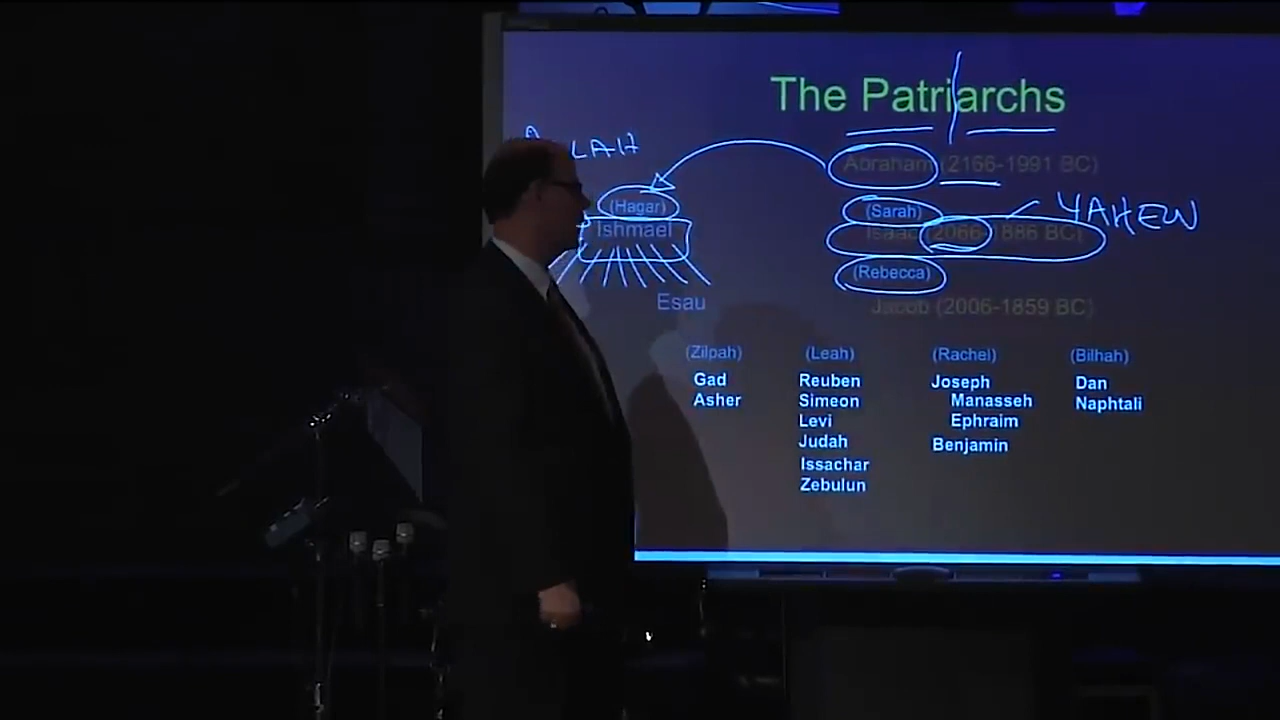 The Patriarchs
LAH
Abraham (2166-1991 BC)
(Hagar)
(Sarah)
YAHEW
Ishmael
Isaac (2066-1886 BC)
(Rebecca)
Esau
Jacob (2006-1859 BC)
(Zilpah) (Leah) (Rachel) (Bilhah)
Gad Reuben Joseph Dan
Asher Simeon Manasseh Naphtali
Levi Ephraim
Judah Benjamin
Issachar
Zebulun